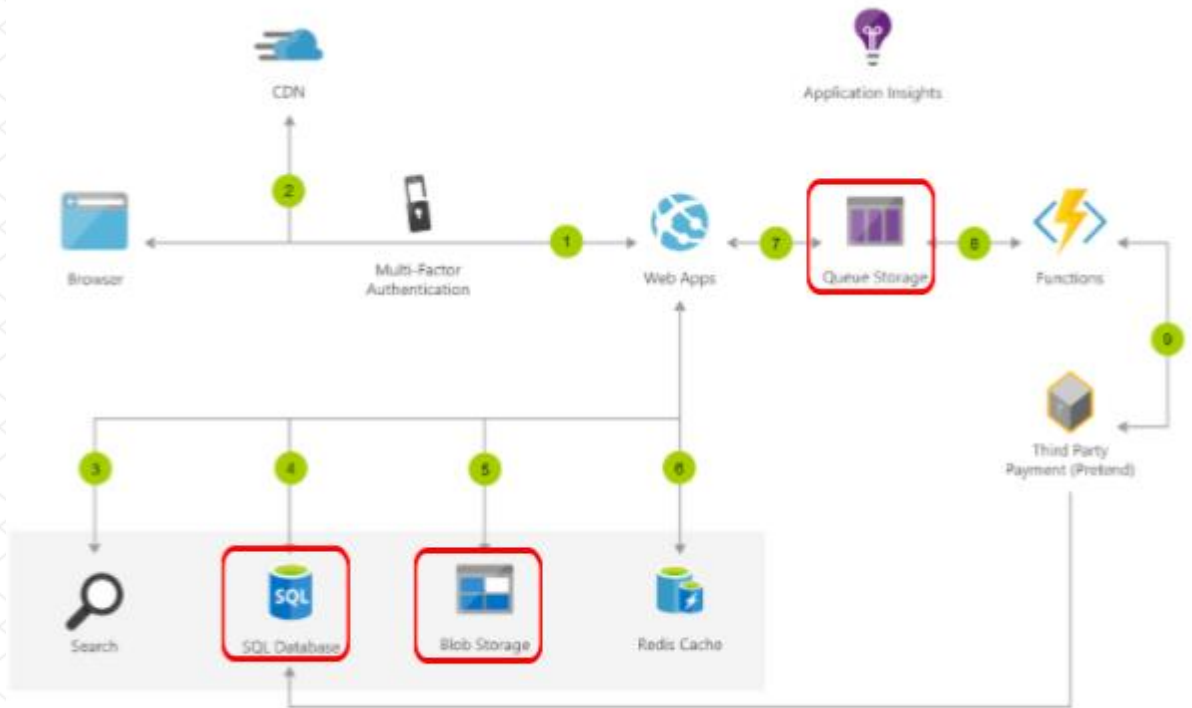 CDN
Application Insights
2
Browser
Multi-Factor
Authentication
1
Web Apps
7
Queue Storage
8
Functions
9
Third Party
Payment (Pretend)
3
4
5
6
Search
SQL
SQL Database
Blob Storage
Redis Cache